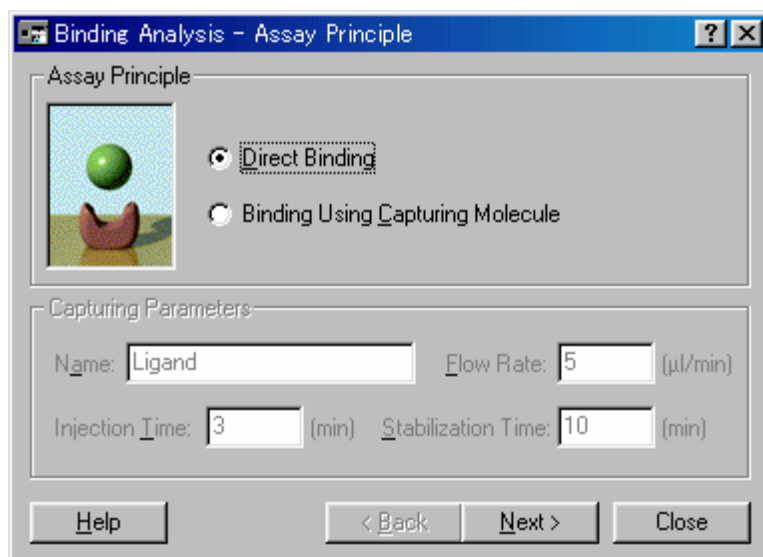 Binding Analysis - Assay Principle
Assay Principle
Direct Binding
Binding Using Capturing Molecule
Capturing Parameters
Name: Ligand Flow Rate: 5 (µl/min)
Injection Time: 3 (min) Stabilization Time: 10 (min)
Help < Back Next > Close